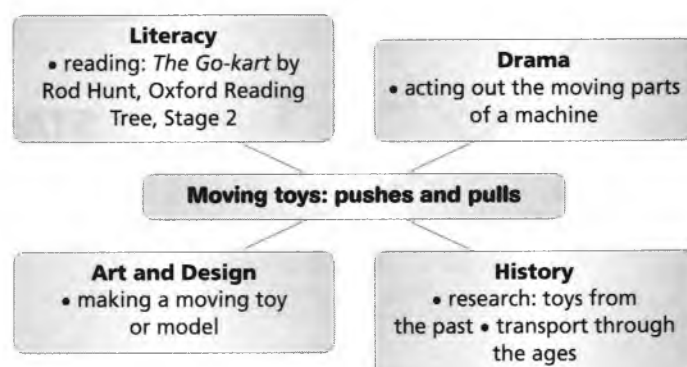 Literacy
• reading: The Go-kart by
Rod Hunt, Oxford Reading
Tree, Stage 2
Drama
• acting out the moving parts
of a machine
Moving toys: pushes and pulls
Art and Design
• making a moving toy
or model
History
• research: toys from
the past • transport through
the ages